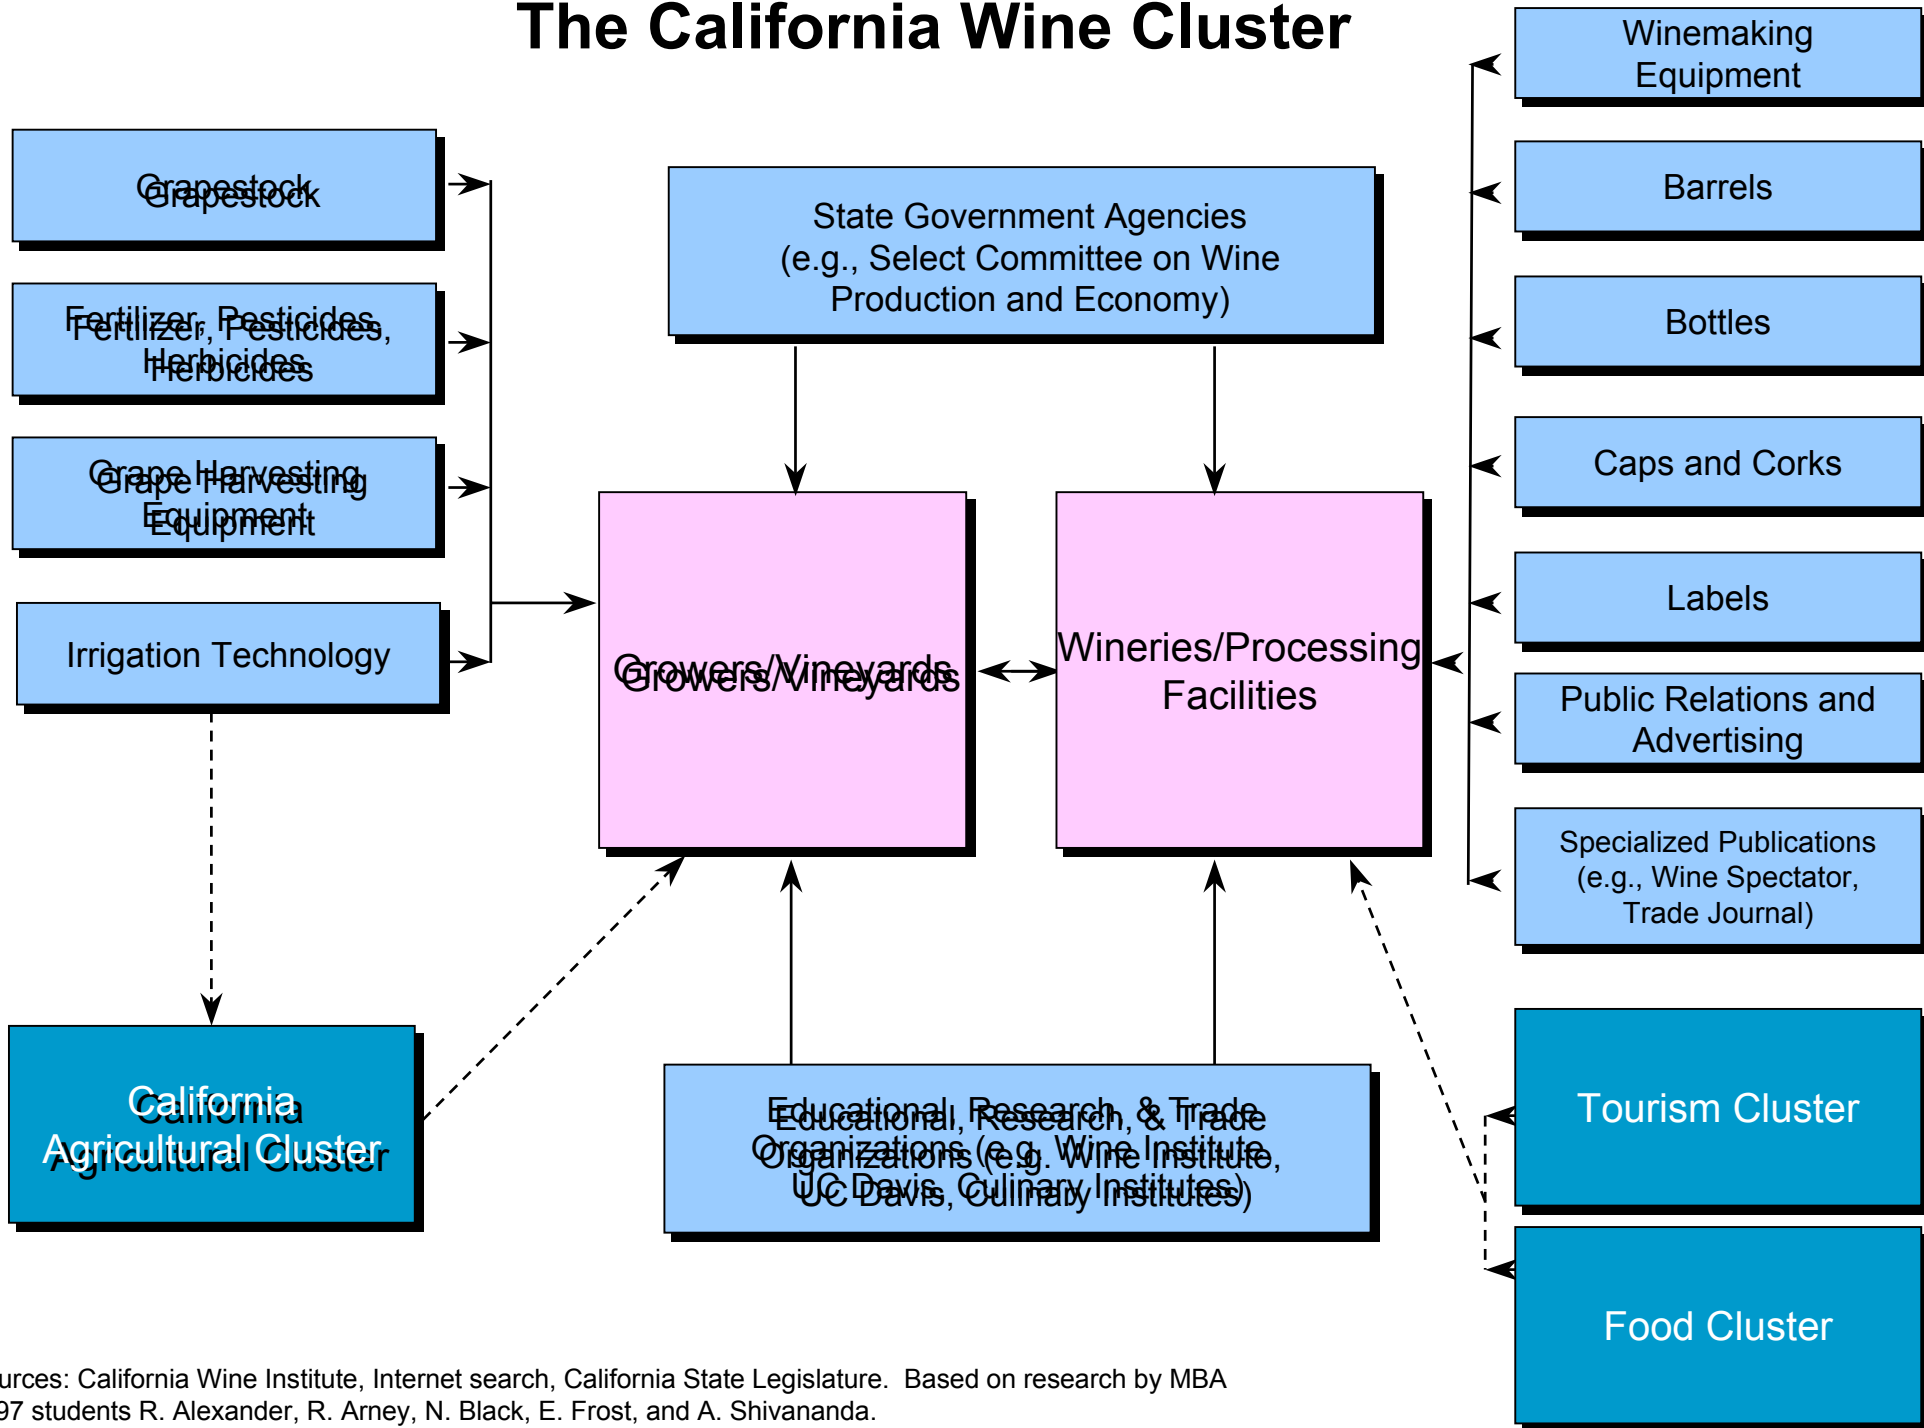 The California Wine Cluster
Grapestock
Fertilizer, Pesticides,
Herbicides
Grape Harvesting
Equipment
Irrigation Technology
State Government Agencies
(e.g., Select Committee on Wine
Production and Economy)
Growers/Vineyards
Wineries/Processing
Facilities
Winemaking
Equipment
Barrels
Bottles
Caps and Corks
Labels
Public Relations and
Advertising
Specialized Publications
(e.g., Wine Spectator,
Trade Journal)
California
Agricultural Cluster
Educational, Research, & Trade
Organizations (e.g. Wine Institute,
UC Davis, Culinary Institutes)
Tourism Cluster
Food Cluster
urces: California Wine Institute, Internet search, California State Legislature. Based on research by MBA
97 students R. Alexander, R. Arney, N. Black, E. Frost, and A. Shivananda.